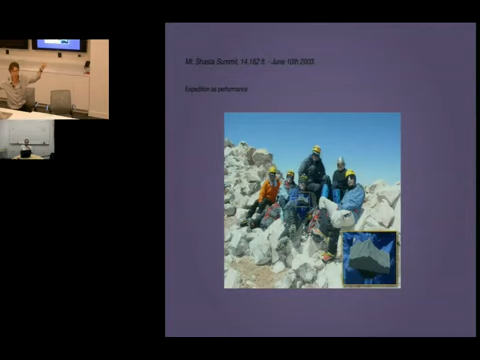 Mt. Shasta Summit, 14,162 ft. - June 10th 2003.
Expedition as performance